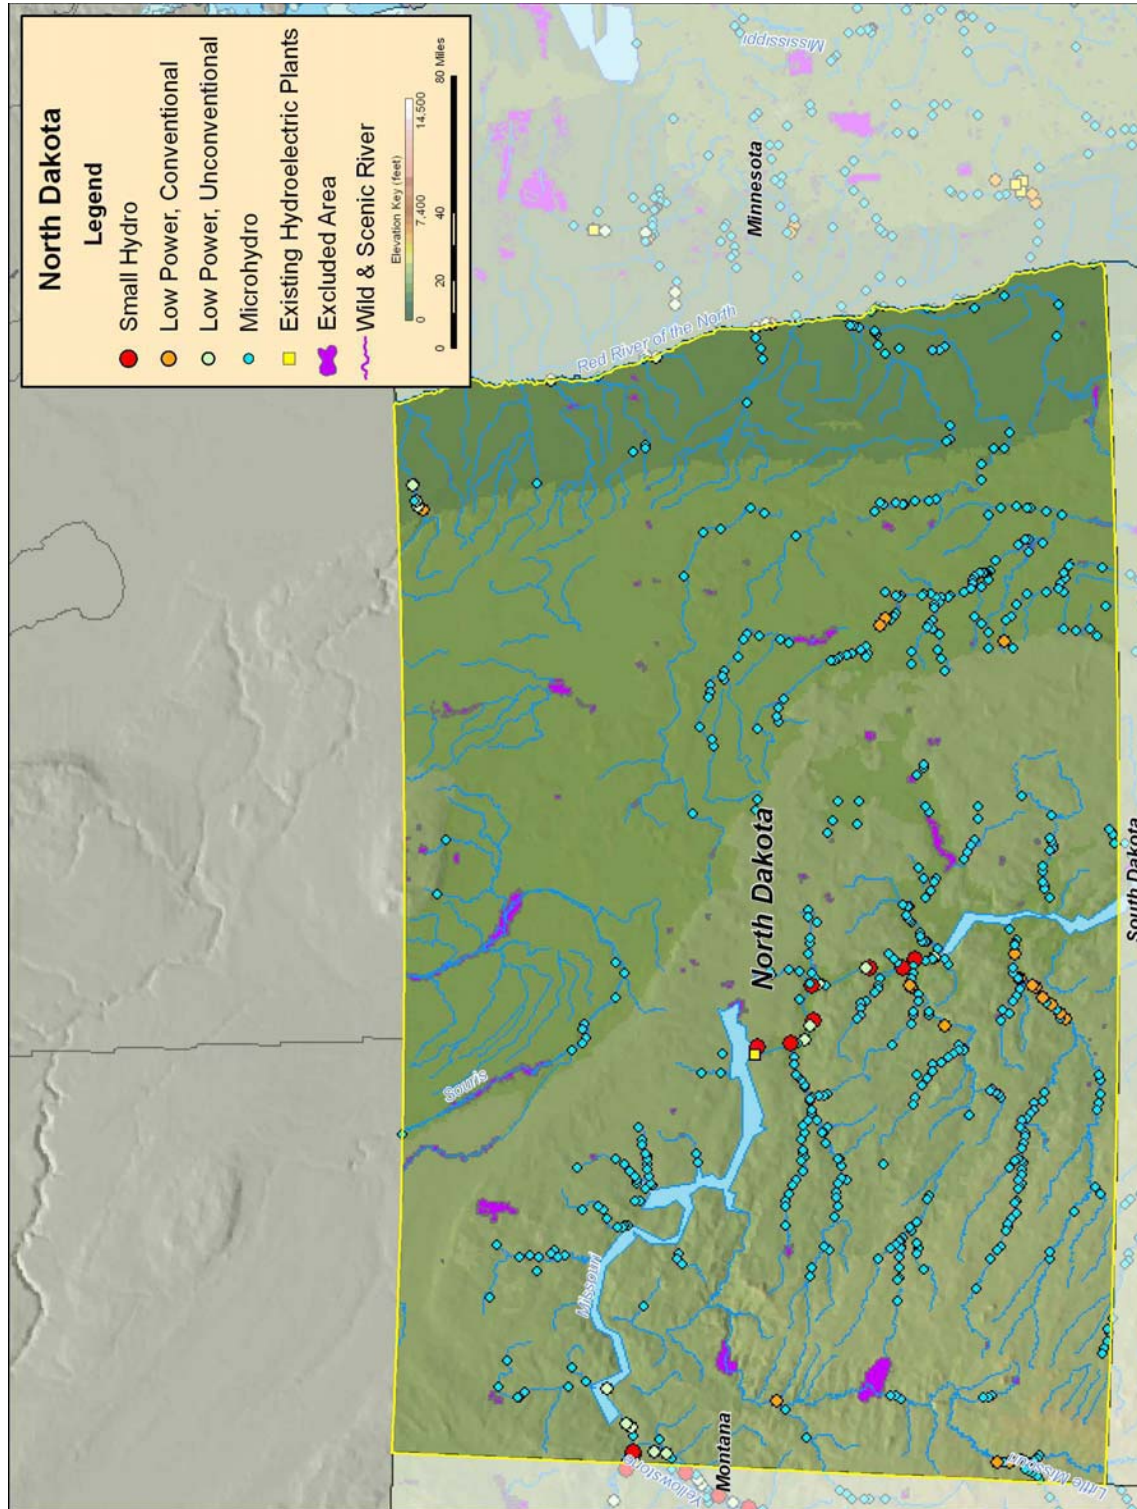 North Dakota
Legend
Small Hydro
Low Power, Conventional
Low Power, Unconventional
Microhydro
Existing Hydroelectric Plants
Excluded Area
Wild & Scenic River
Elevation Key (feet)
0 20 7,400 14,500
0 40 80 Miles
Mississippi
Minnesota
Red River of the North
Souris
Missouri
North Dakota
Yellowstone
Montana
Little Missouri
South Dakota